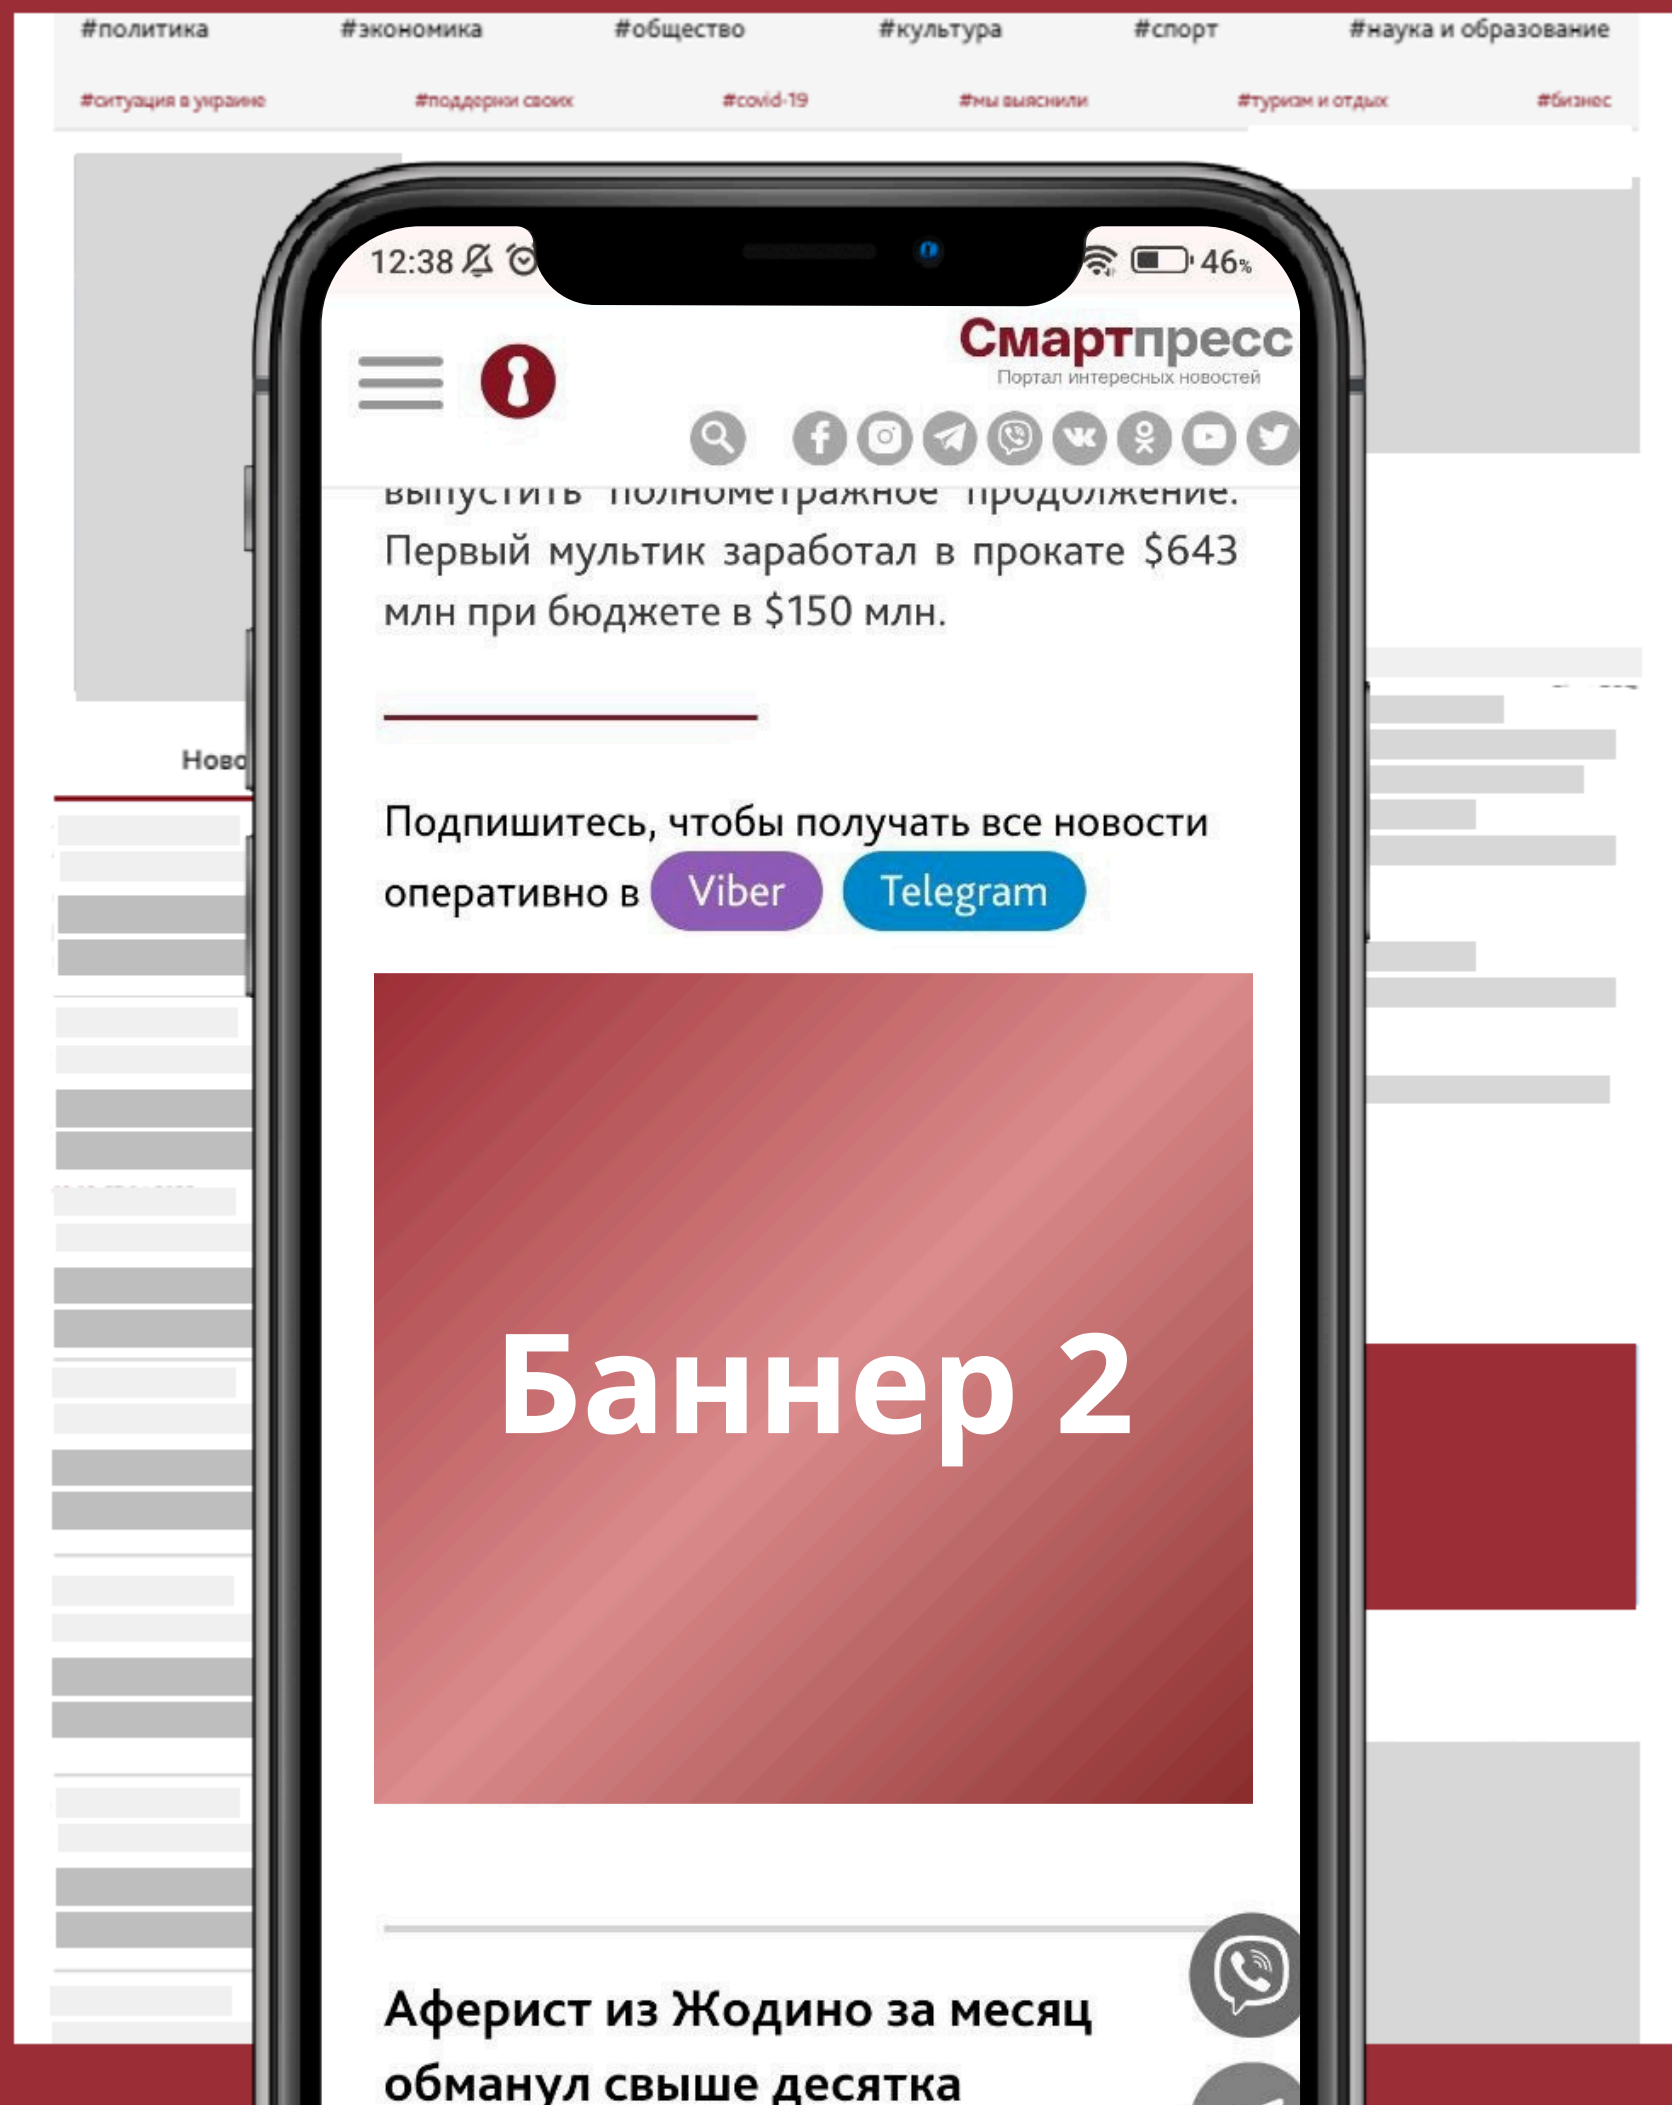 #политика #экономика #общество #культура #спорт #наука и образование
#ситуация в украине #поддержи своих #covid-19 #мы выяснили #туризм и отдых #бизнес
12:38 46%
Смартпресс
Портал интересных новостей
выпустить полнометражное продолжение.
Первый мультик заработал в прокате $643
млн при бюджете в $150 млн.
Ново
Подпишитесь, чтобы получать все новости
оперативно в Viber Telegram
Баннер 2
Аферист из Жодино за месяц
обманул свыше десятка